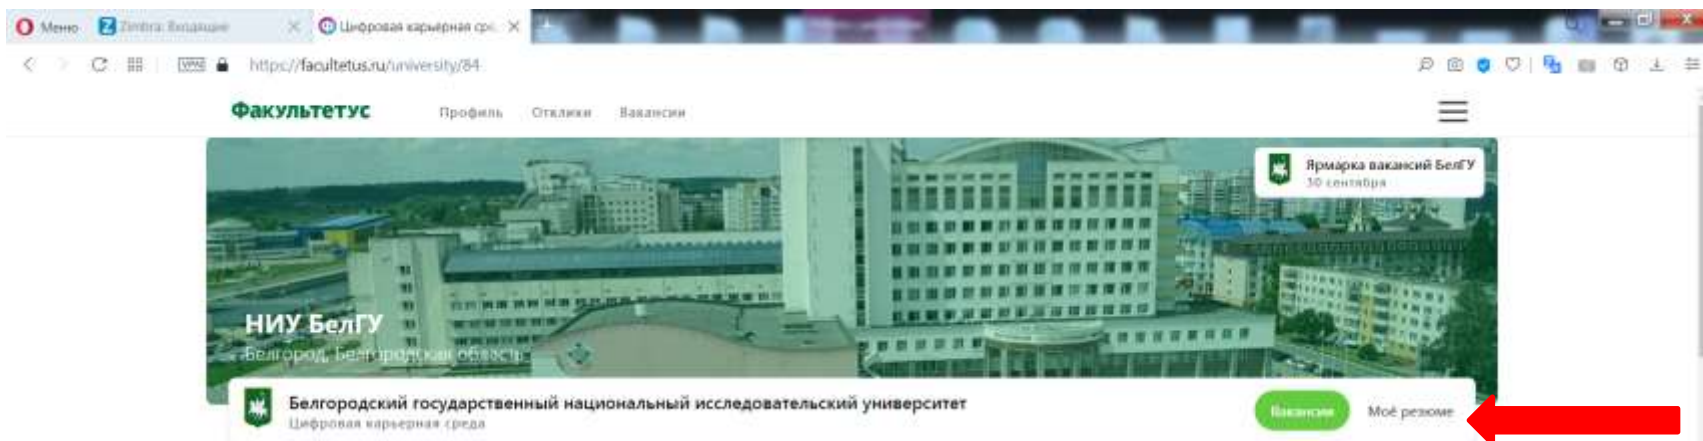 Меню Zimbra: Входящие Цифровая карьерная сре
https://facultetus.ru/university/84
Факультетус Профиль Отклики Вакансии
Ярмарка вакансий БелГУ
30 сентября
НИУ БелГУ
Белгород, Белгородская область
Белгородский государственный национальный исследовательский университет
Цифровая карьерная среда
Вакансии Моё резюме